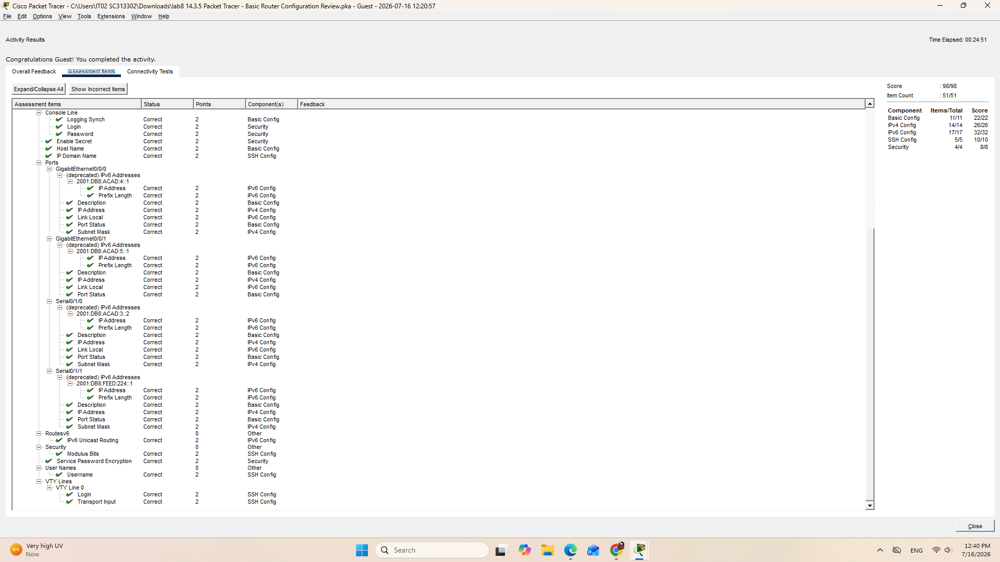 Cisco Packet Tracer - C:\Users\IT02 SC313302\Downloads\lab8 14.3.5 Packet Tracer - Basic Router Configuration Review.pka - Guest - 2026-07-16 12:20:57
File Edit Options View Tools Extensions Window Help
Activity Results
Time Elapsed: 00:24:51
Congratulations Guest! You completed the activity.
Overall Feedback Assessment Items Connectivity Tests
Expand/Collapse All Show Incorrect Items
Assessment Items Status Points Component(s) Feedback
Console Line
Logging Synch Correct 2 Basic Config
Login Correct 2 Security
Password Correct 2 Security
Enable Secret Correct 2 Security
Host Name Correct 2 Basic Config
IP Domain Name Correct 2 SSH Config
Ports
GigabitEthernet0/0/0
(deprecated) IPv6 Addresses
2001:DB8:ACAD:4::1
IP Address Correct 2 IPv6 Config
Prefix Length Correct 2 IPv6 Config
Description Correct 2 Basic Config
IP Address Correct 2 IPv4 Config
Link Local Correct 2 IPv6 Config
Port Status Correct 2 Basic Config
Subnet Mask Correct 2 IPv4 Config
GigabitEthernet0/0/1
(deprecated) IPv6 Addresses
2001:DB8:ACAD:5::1
IP Address Correct 2 IPv6 Config
Prefix Length Correct 2 IPv6 Config
Description Correct 2 Basic Config
IP Address Correct 2 IPv4 Config
Link Local Correct 2 IPv6 Config
Port Status Correct 2 Basic Config
Serial0/1/0
(deprecated) IPv6 Addresses
2001:DB8:ACAD:3::2
IP Address Correct 2 IPv6 Config
Prefix Length Correct 2 IPv6 Config
Description Correct 2 Basic Config
IP Address Correct 2 IPv4 Config
Link Local Correct 2 IPv6 Config
Port Status Correct 2 Basic Config
Subnet Mask Correct 2 IPv4 Config
Serial0/1/1
(deprecated) IPv6 Addresses
2001:DB8:FEED:224::1
IP Address Correct 2 IPv6 Config
Prefix Length Correct 2 IPv6 Config
Description Correct 2 Basic Config
IP Address Correct 2 IPv4 Config
Port Status Correct 2 Basic Config
Subnet Mask Correct 2 IPv4 Config
Routesv6 0 Other
IPv6 Unicast Routing Correct 2 IPv6 Config
Security 0 Other
Modulus Bits Correct 2 SSH Config
Service Password Encryption Correct 2 Security
User Names 0 Other
Username Correct 2 SSH Config
VTY Lines
VTY Line 0
Login Correct 2 SSH Config
Transport Input Correct 2 SSH Config
Score : 98/98
Item Count : 51/51
Component Items/Total Score
Basic Config 11/11 22/22
IPv4 Config 14/14 26/26
IPv6 Config 17/17 32/32
SSH Config 5/5 10/10
Security 4/4 8/8
Close
UV
Very high UV
Now
Search
ENG
12:40 PM
7/16/2026